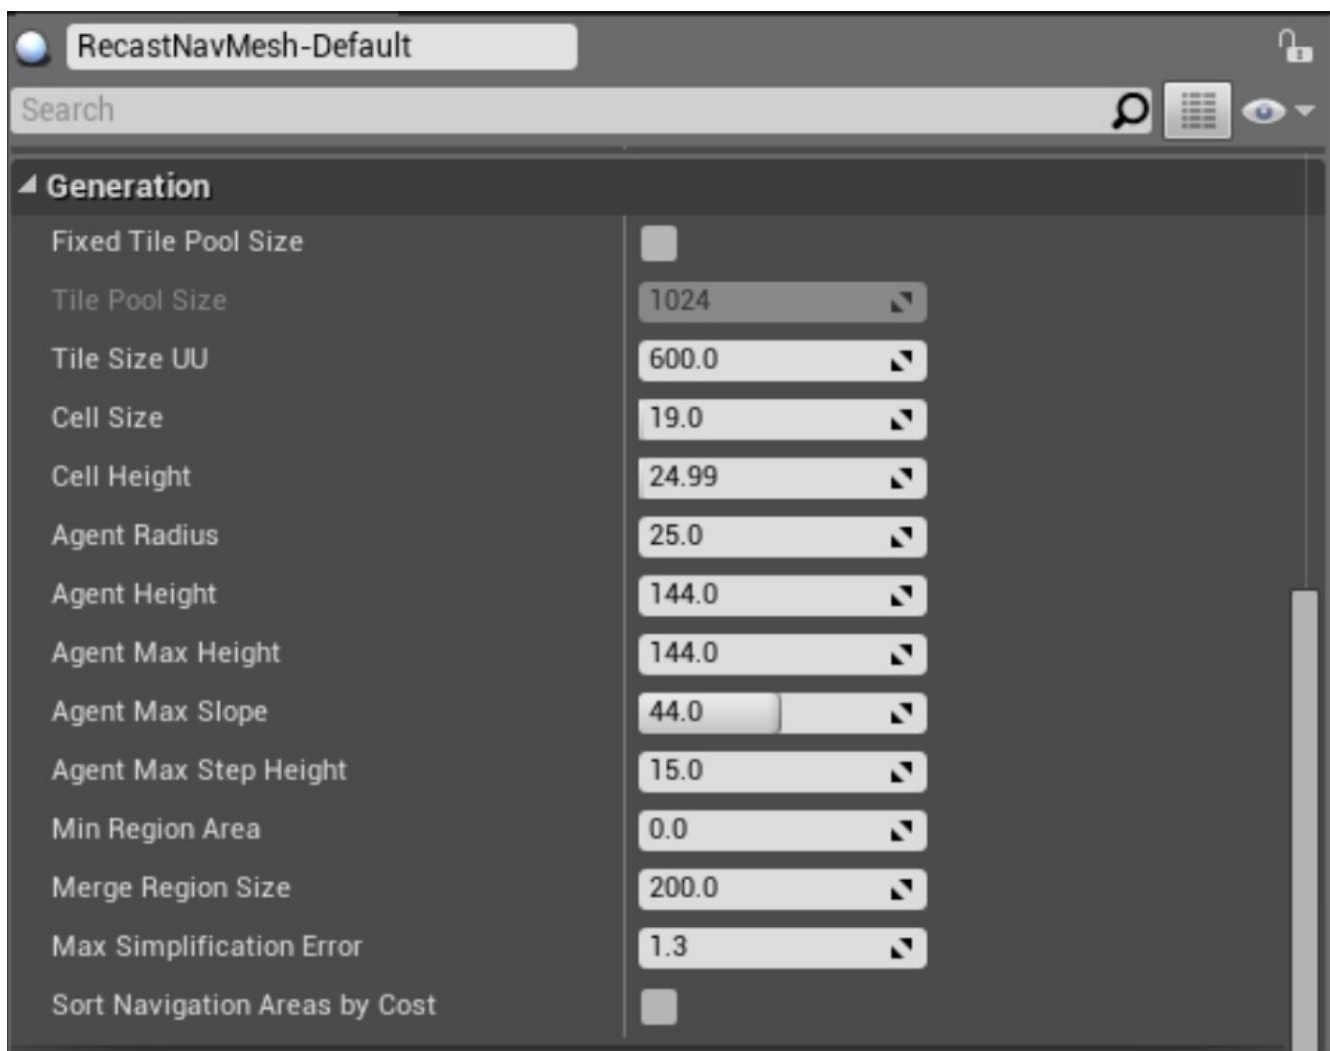 RecastNavMesh-Default
Search
Generation
Fixed Tile Pool Size
Tile Pool Size 1024
Tile Size UU 600.0
Cell Size 19.0
Cell Height 24.99
Agent Radius 25.0
Agent Height 144.0
Agent Max Height 144.0
Agent Max Slope 44.0
Agent Max Step Height 15.0
Min Region Area 0.0
Merge Region Size 200.0
Max Simplification Error 1.3
Sort Navigation Areas by Cost